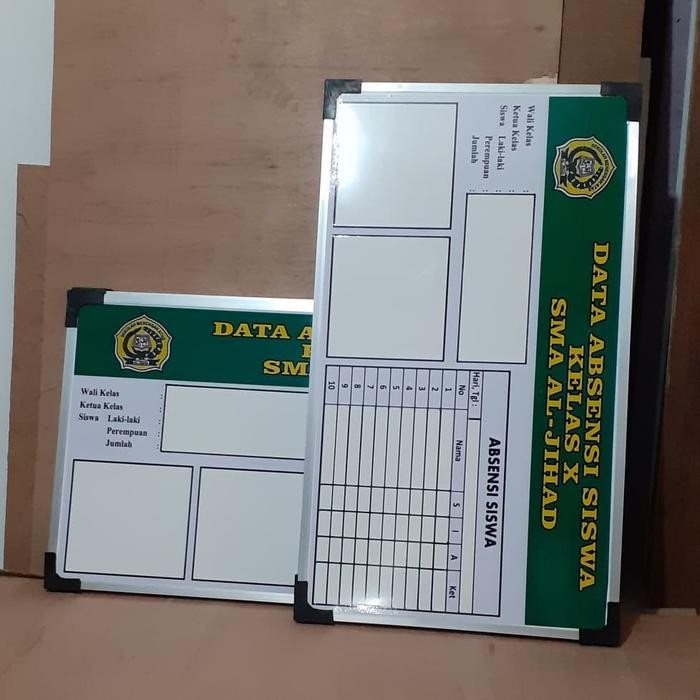 DATA ABSENSI SISWA
KELAS X
SMA AL-JIHAD
Wali Kelas :
Ketua Kelas :
Siswa Laki-laki :
Perempuan :
Jumlah
ABSENSI SISWA
Hari, Tgl :
No Nama S I A Ket
1
2
3
4
5
6
7
8
9
10
DATA A
SM
Wali Kelas :
Ketua Kelas :
Siswa Laki-laki :
Perempuan :
Jumlah :